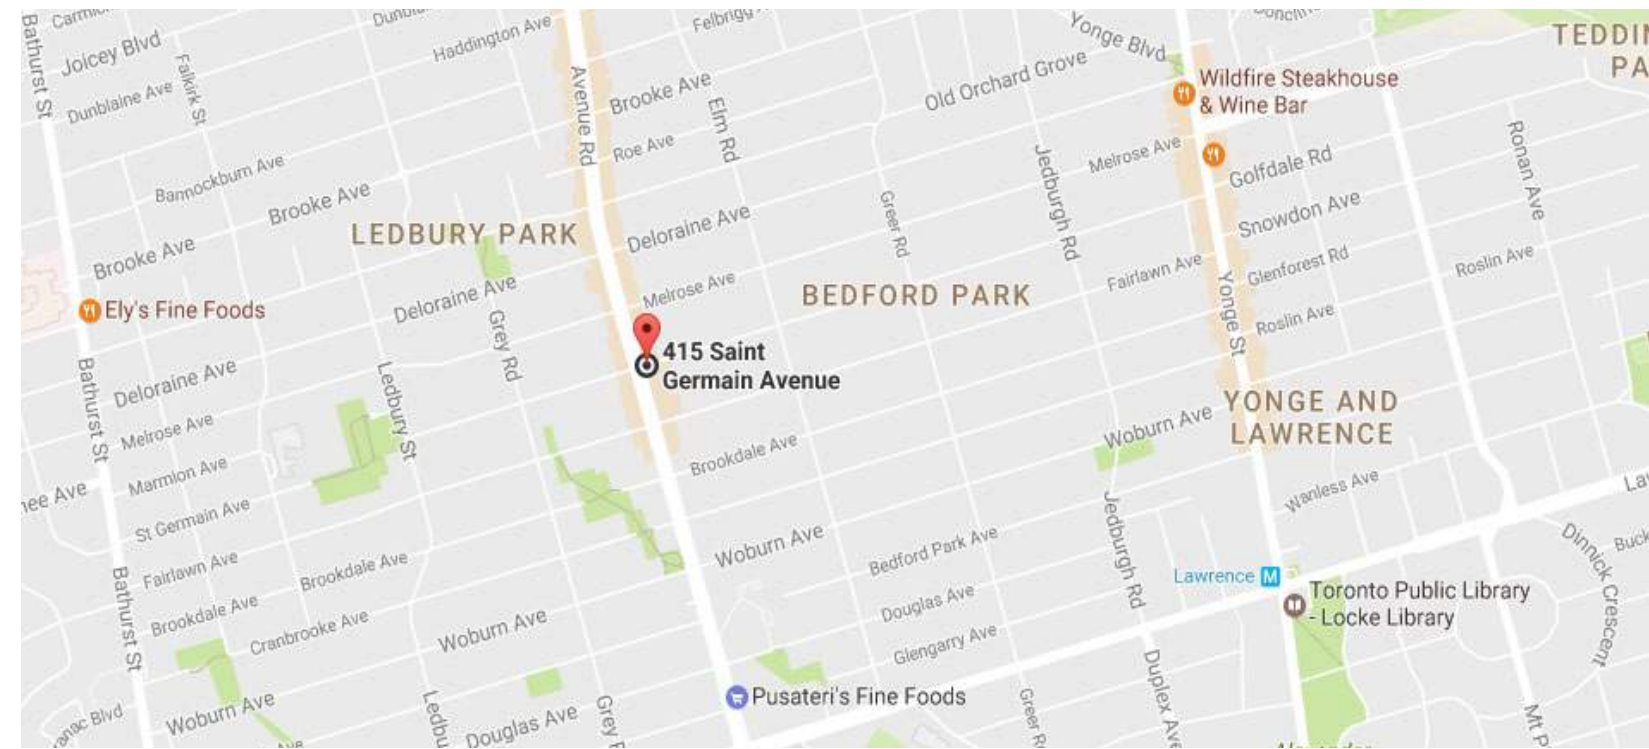 Bathurst St
Joicey Blvd
Falkirk St
Dunblaine Ave
Haddington Ave
Avenue Rd
Brooke Ave
Elm Rd
Roe Ave
Yonge Blvd
Old Orchard Grove
Wildfire Steakhouse
& Wine Bar
Melrose Ave
Golfdale Rd
Jedburgh Rd
Ronan Ave
Bannockburn Ave
Brooke Ave
Brooke Ave
LEDBURY PARK
Deloraine Ave
Greer Rd
Snowdon Ave
Glenforest Rd
Roslin Ave
Fairlawn Ave
Yonge St
Roslin Ave
Ely's Fine Foods
Deloraine Ave
Melrose Ave
BEDFORD PARK
Grey Rd
415 Saint
Germain Avenue
Deloraine Ave
Bathurst St
Ledbury St
Melrose Ave
Marmion Ave
St Germain Ave
Fairlawn Ave
Brookdale Ave
Woburn Ave
YONGE AND
LAWRENCE
Wanless Ave
Woburn Ave
Bedford Park Ave
Jedburgh Rd
Dinnick Crescent
Brookdale Ave
Bathurst St
Brookdale Ave
Cranbrooke Ave
Woburn Ave
Douglas Ave
Glengarry Ave
Lawrence M
Toronto Public Library
- Locke Library
Pusateri's Fine Foods
Woburn Ave
Douglas Ave